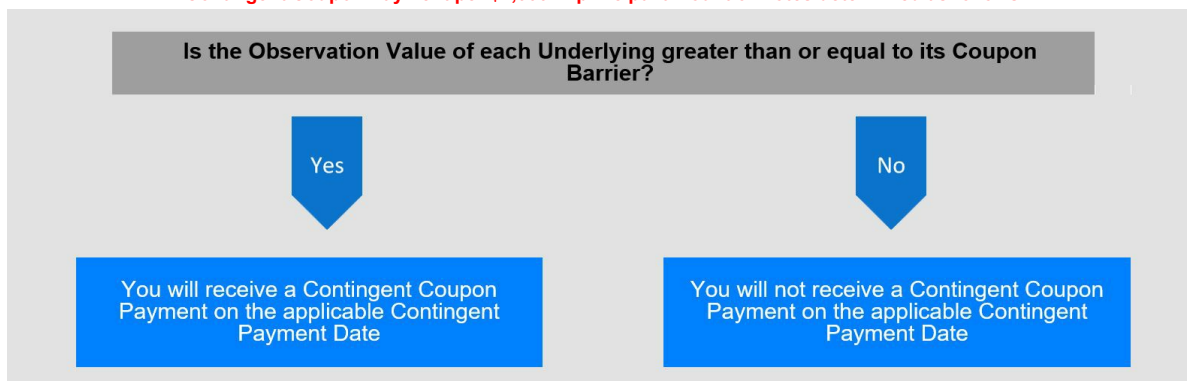 Is the Observation Value of each Underlying greater than or equal to its Coupon
Barrier?
Yes
No
You will receive a Contingent Coupon
Payment on the applicable Contingent
Payment Date
You will not receive a Contingent Coupon
Payment on the applicable Contingent
Payment Date